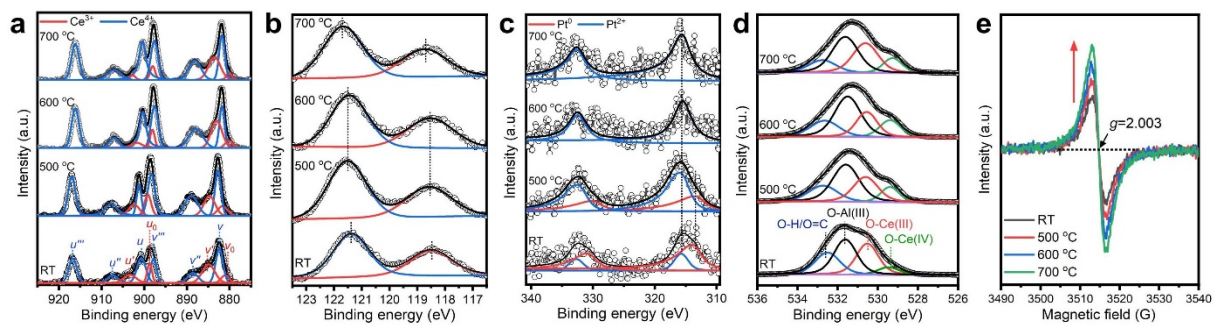 a
Ce³⁺ Ce⁴⁺
700 °C
600 °C
500 °C
RT
u''' u'' u' u u₀ v''' v'' v' v v₀
925 920 900 880 875
Binding energy (eV)
Intensity (a.u.)
b
700 °C
600 °C
500 °C
RT
123 122 121 120 119 118 117
Binding energy (eV)
Intensity (a.u.)
c
Pt⁰ Pt²⁺
700 °C
600 °C
500 °C
RT
340 330 320 310
Binding energy (eV)
Intensity (a.u.)
d
700 °C
600 °C
500 °C
O-Al(III)
O-H/O=C O-Ce(III)
O-Ce(IV)
RT
536 534 532 530 528 526
Binding energy (eV)
Intensity (a.u.)
e
g=2.003
RT
500 °C
600 °C
700 °C
3490 3500 3510 3520 3530 3540
Magnetic field (G)
Intensity (a.u.)